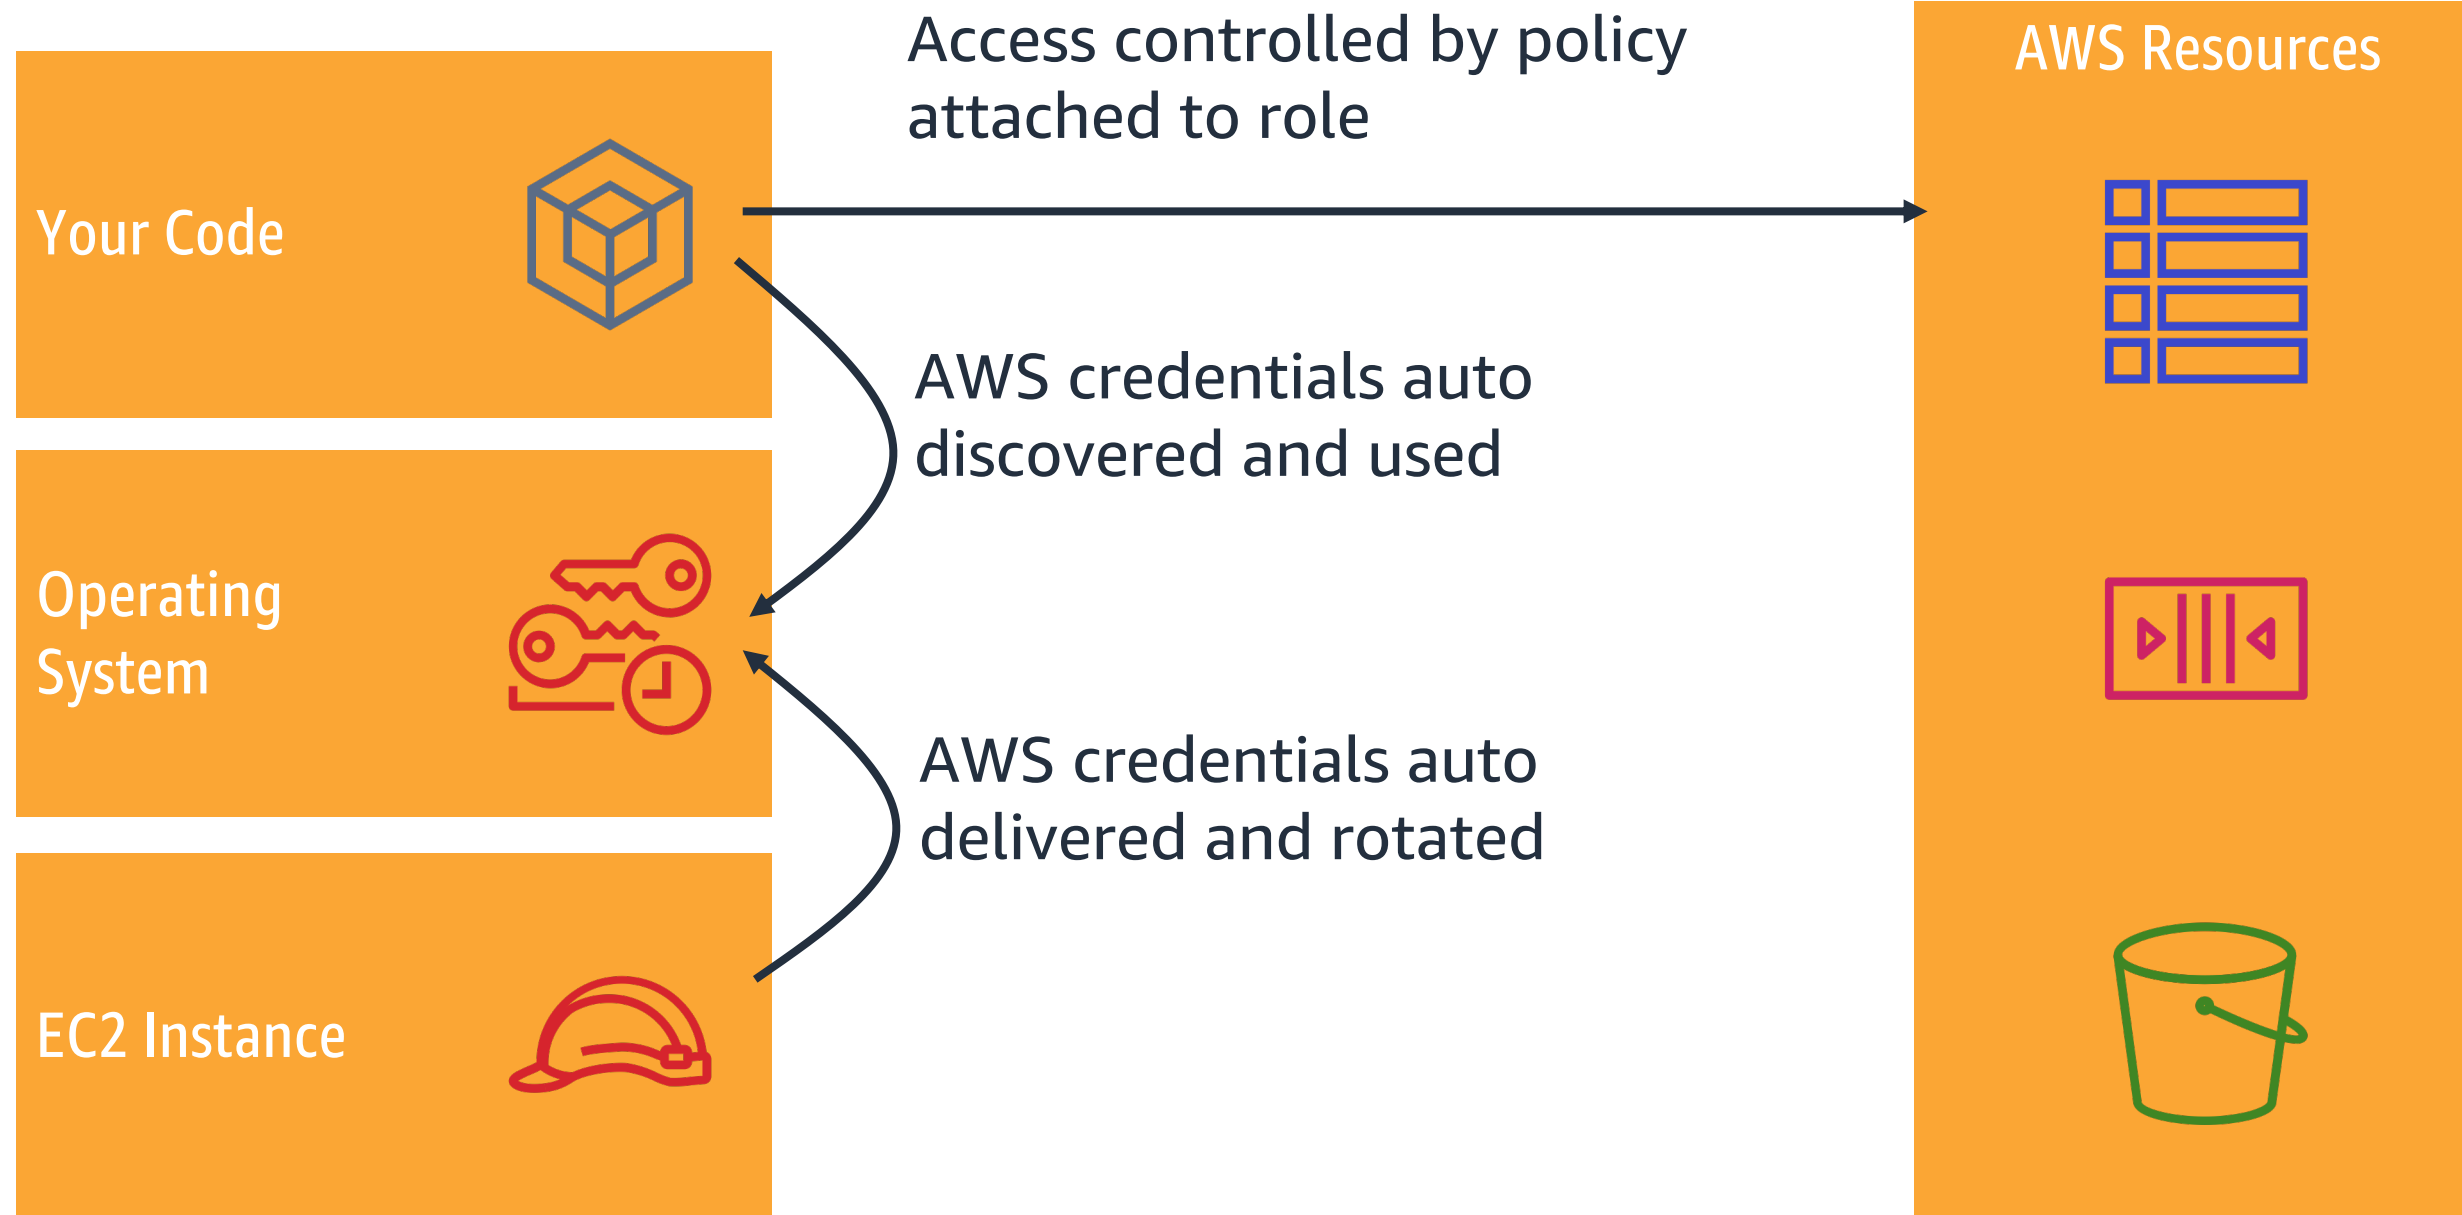 Access controlled by policy
attached to role
AWS Resources
Your Code
AWS credentials auto
discovered and used
Operating
System
AWS credentials auto
delivered and rotated
EC2 Instance